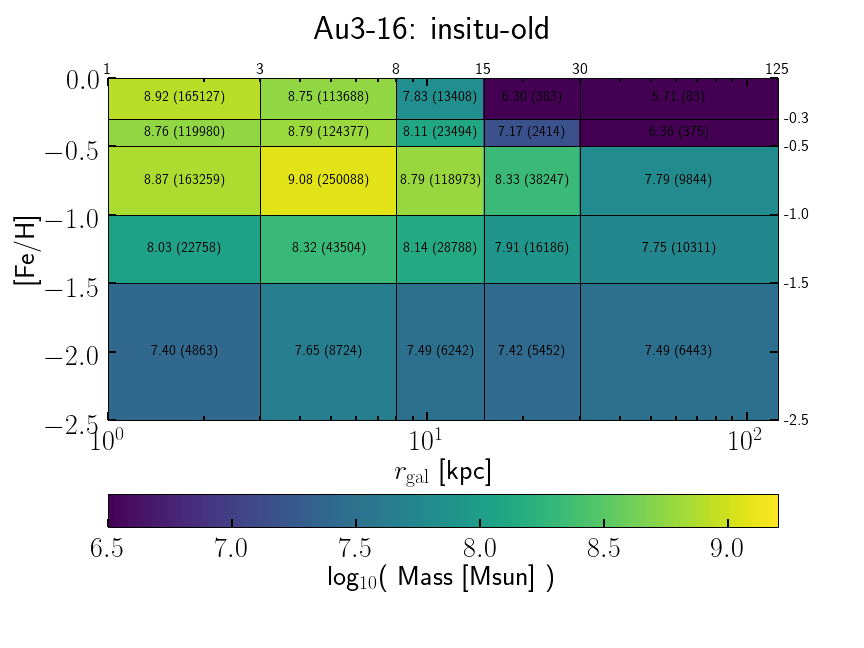 Au3-16: insitu-old
1 3 8 15 30 125
0.0 8.92 (165127) 8.75 (113688) 7.83 (13408) 6.30 (383) 5.71 (83)
-0.3
8.76 (119980) 8.79 (124377) 8.11 (23494) 7.17 (2414) 6.36 (375)
−0.5 -0.5
8.87 (163259) 9.08 (250088) 8.79 (118973) 8.33 (38247) 7.79 (9844)
−1.0 -1.0
[Fe/H]
8.03 (22758) 8.32 (43504) 8.14 (28788) 7.91 (16186) 7.75 (10311)
−1.5 -1.5
7.40 (4863) 7.65 (8724) 7.49 (6242) 7.42 (5452) 7.49 (6443)
−2.0
−2.5 -2.5
10⁰ 10¹ 10²
r_gal [kpc]
6.5 7.0 7.5 8.0 8.5 9.0
log₁₀( Mass [Msun] )